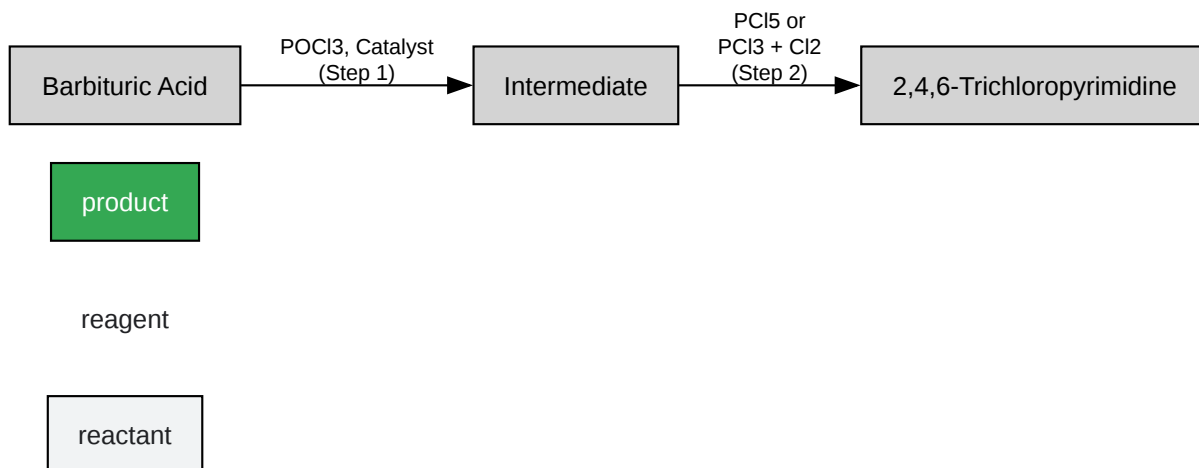 Barbituric Acid
POCl3, Catalyst
(Step 1)
Intermediate
PCl5 or
PCl3 + Cl2
(Step 2)
2,4,6-Trichloropyrimidine
product
reagent
reactant